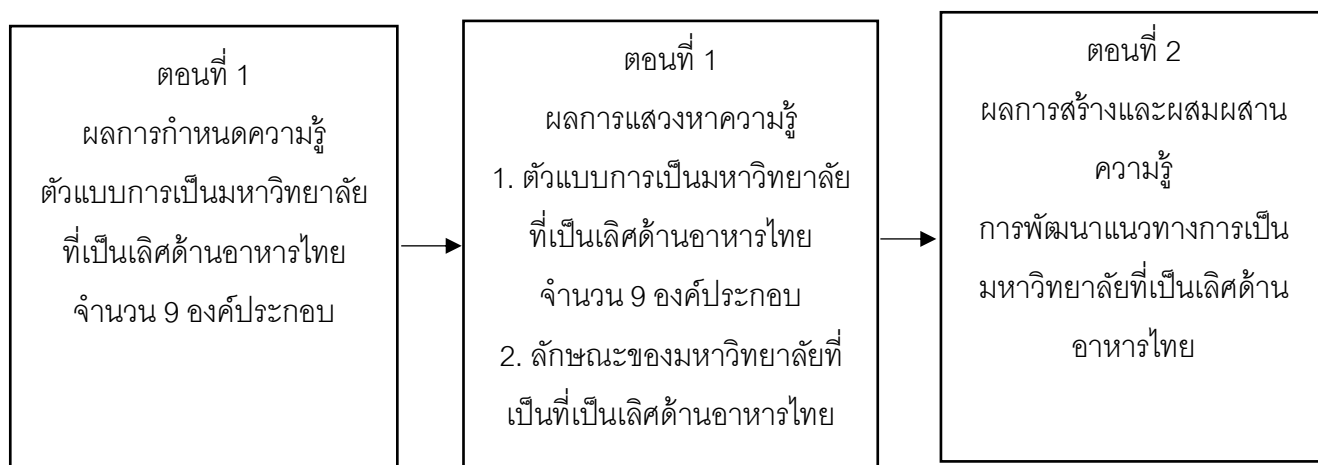 ตอนที่ 1
ผลการกำหนดความรู้
ตัวแบบการเป็นมหาวิทยาลัย
ที่เป็นเลิศด้านอาหารไทย
จำนวน 9 องค์ประกอบ
ตอนที่ 1
ผลการแสวงหาความรู้
1. ตัวแบบการเป็นมหาวิทยาลัย
ที่เป็นเลิศด้านอาหารไทย
จำนวน 9 องค์ประกอบ
2. ลักษณะของมหาวิทยาลัยที่
เป็นที่เป็นเลิศด้านอาหารไทย
ตอนที่ 2
ผลการสร้างและผสมผสาน
ความรู้
การพัฒนาแนวทางการเป็น
มหาวิทยาลัยที่เป็นเลิศด้าน
อาหารไทย